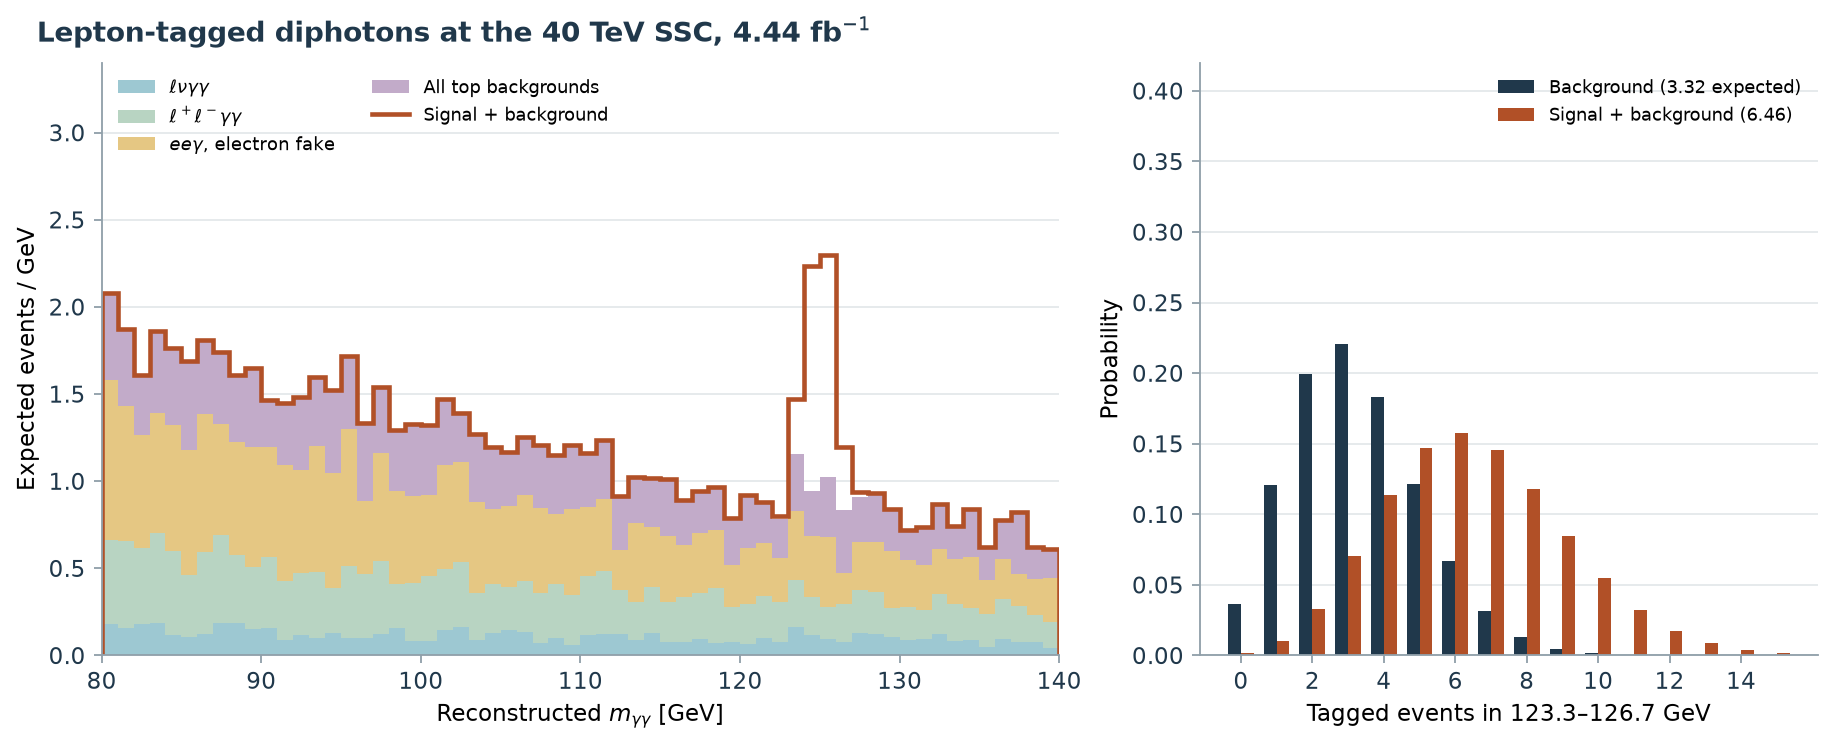 Lepton-tagged diphotons at the 40 TeV SSC, 4.44 fb⁻¹
ℓνγγ
ℓ⁺ℓ⁻γγ
eeγ, electron fake
All top backgrounds
Signal + background
Expected events / GeV
3.0
2.5
2.0
1.5
1.0
0.5
0.0
80 90 100 110 120 130 140
Reconstructed mγγ [GeV]
Background (3.32 expected)
Signal + background (6.46)
Probability
0.40
0.35
0.30
0.25
0.20
0.15
0.10
0.05
0.00
0 2 4 6 8 10 12 14
Tagged events in 123.3–126.7 GeV